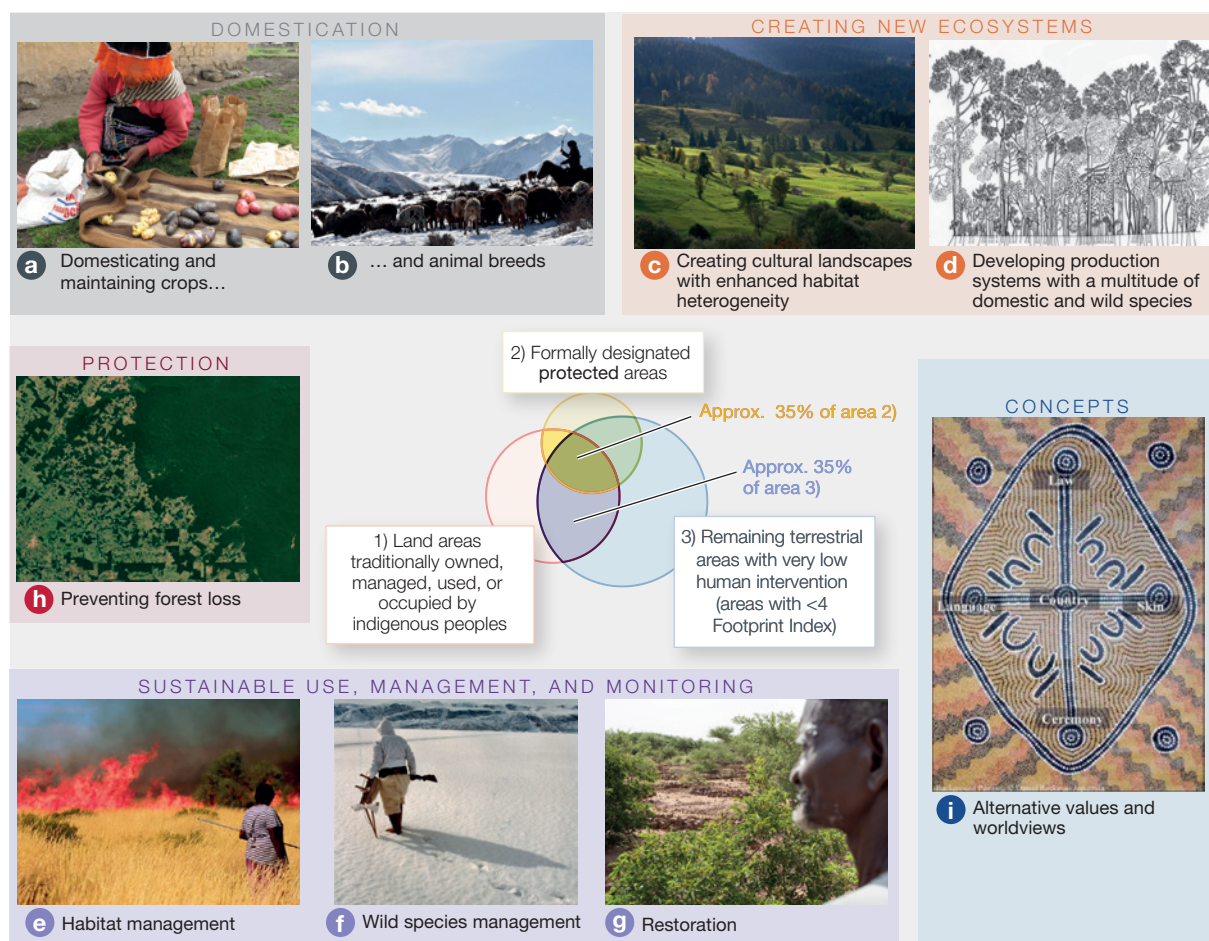 DOMESTICATION
a Domesticating and
maintaining crops…
b … and animal breeds
CREATING NEW ECOSYSTEMS
c Creating cultural landscapes
with enhanced habitat
heterogeneity
d Developing production
systems with a multitude of
domestic and wild species
PROTECTION
h Preventing forest loss
2) Formally designated
protected areas
Approx. 35% of area 2)
Approx. 35%
of area 3)
1) Land areas
traditionally owned,
managed, used, or
occupied by
indigenous peoples
3) Remaining terrestrial
areas with very low
human intervention
(areas with <4
Footprint Index)
CONCEPTS
Law
Language
Country
Skin
Ceremony
i Alternative values and
worldviews
SUSTAINABLE USE, MANAGEMENT, AND MONITORING
e Habitat management
f Wild species management
g Restoration